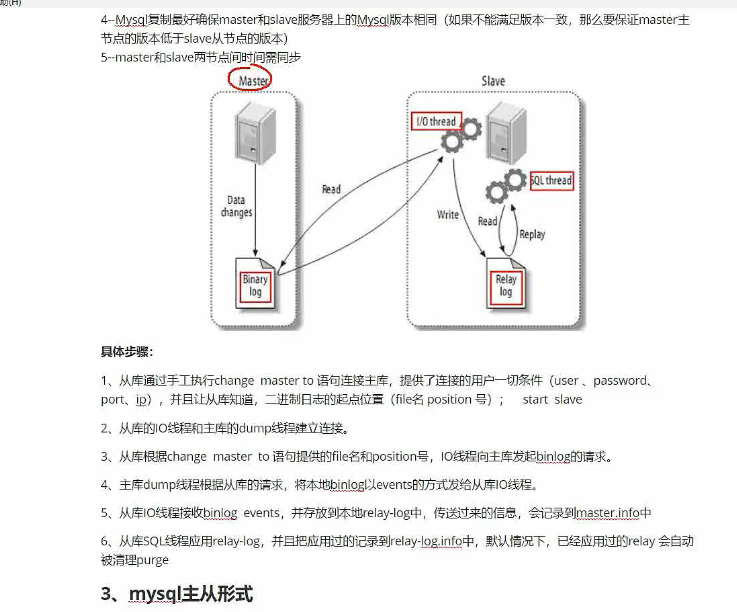 助(H)
4--Mysql复制最好确保master和slave服务器上的Mysql版本相同（如果不能满足版本一致，那么要保证master主
节点的版本低于slave从节点的版本）
5--master和slave两节点间时间需同步
Master
Slave
I/O thread
SQL thread
Data
changes
Read
Write
Read
Replay
Binary
log
Relay
log
具体步骤：
1、从库通过手工执行change master to 语句连接主库，提供了连接的用户一切条件（user 、password、
port、ip），并且让从库知道，二进制日志的起点位置（file名 position 号）； start slave
2、从库的IO线程和主库的dump线程建立连接。
3、从库根据change master to 语句提供的file名和position号，IO线程向主库发起binlog的请求。
4、主库dump线程根据从库的请求，将本地binlog以events的方式发给从库IO线程。
5、从库IO线程接收binlog events，并存放到本地relay-log中，传送过来的信息，会记录到master.info中
6、从库SQL线程应用relay-log，并且把应用过的记录到relay-log.info中，默认情况下，已经应用过的relay 会自动
被清理purge
3、mysql主从形式